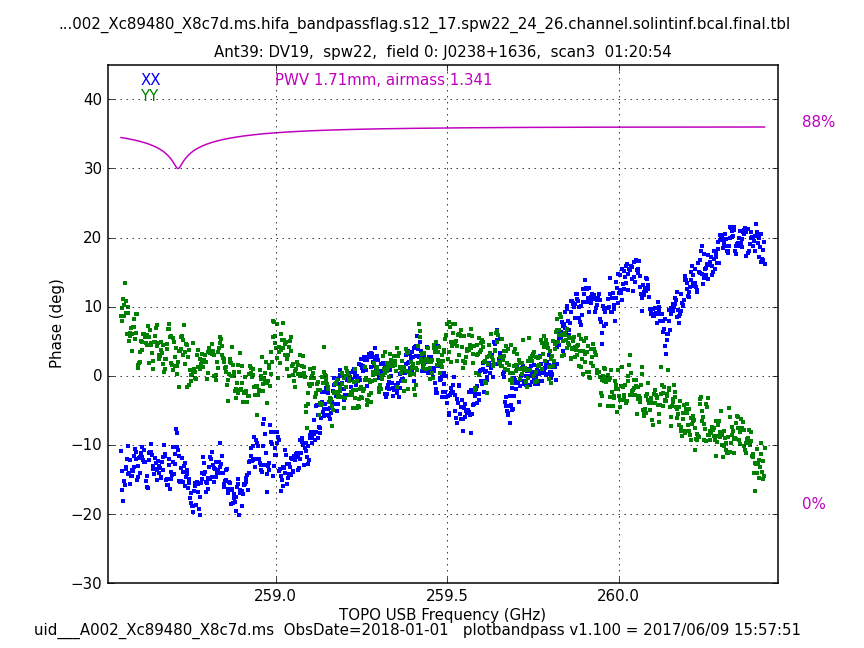 ...002_Xc89480_X8c7d.ms.hifa_bandpassflag.s12_17.spw22_24_26.channel.solintinf.bcal.final.tbl
Ant39: DV19, spw22, field 0: J0238+1636, scan3 01:20:54
XX
PWV 1.71mm, airmass 1.341
YY
40
88%
30
20
10
Phase (deg)
0
−10
−20
0%
−30
259.0 259.5 260.0
TOPO USB Frequency (GHz)
uid___A002_Xc89480_X8c7d.ms ObsDate=2018-01-01 plotbandpass v1.100 = 2017/06/09 15:57:51